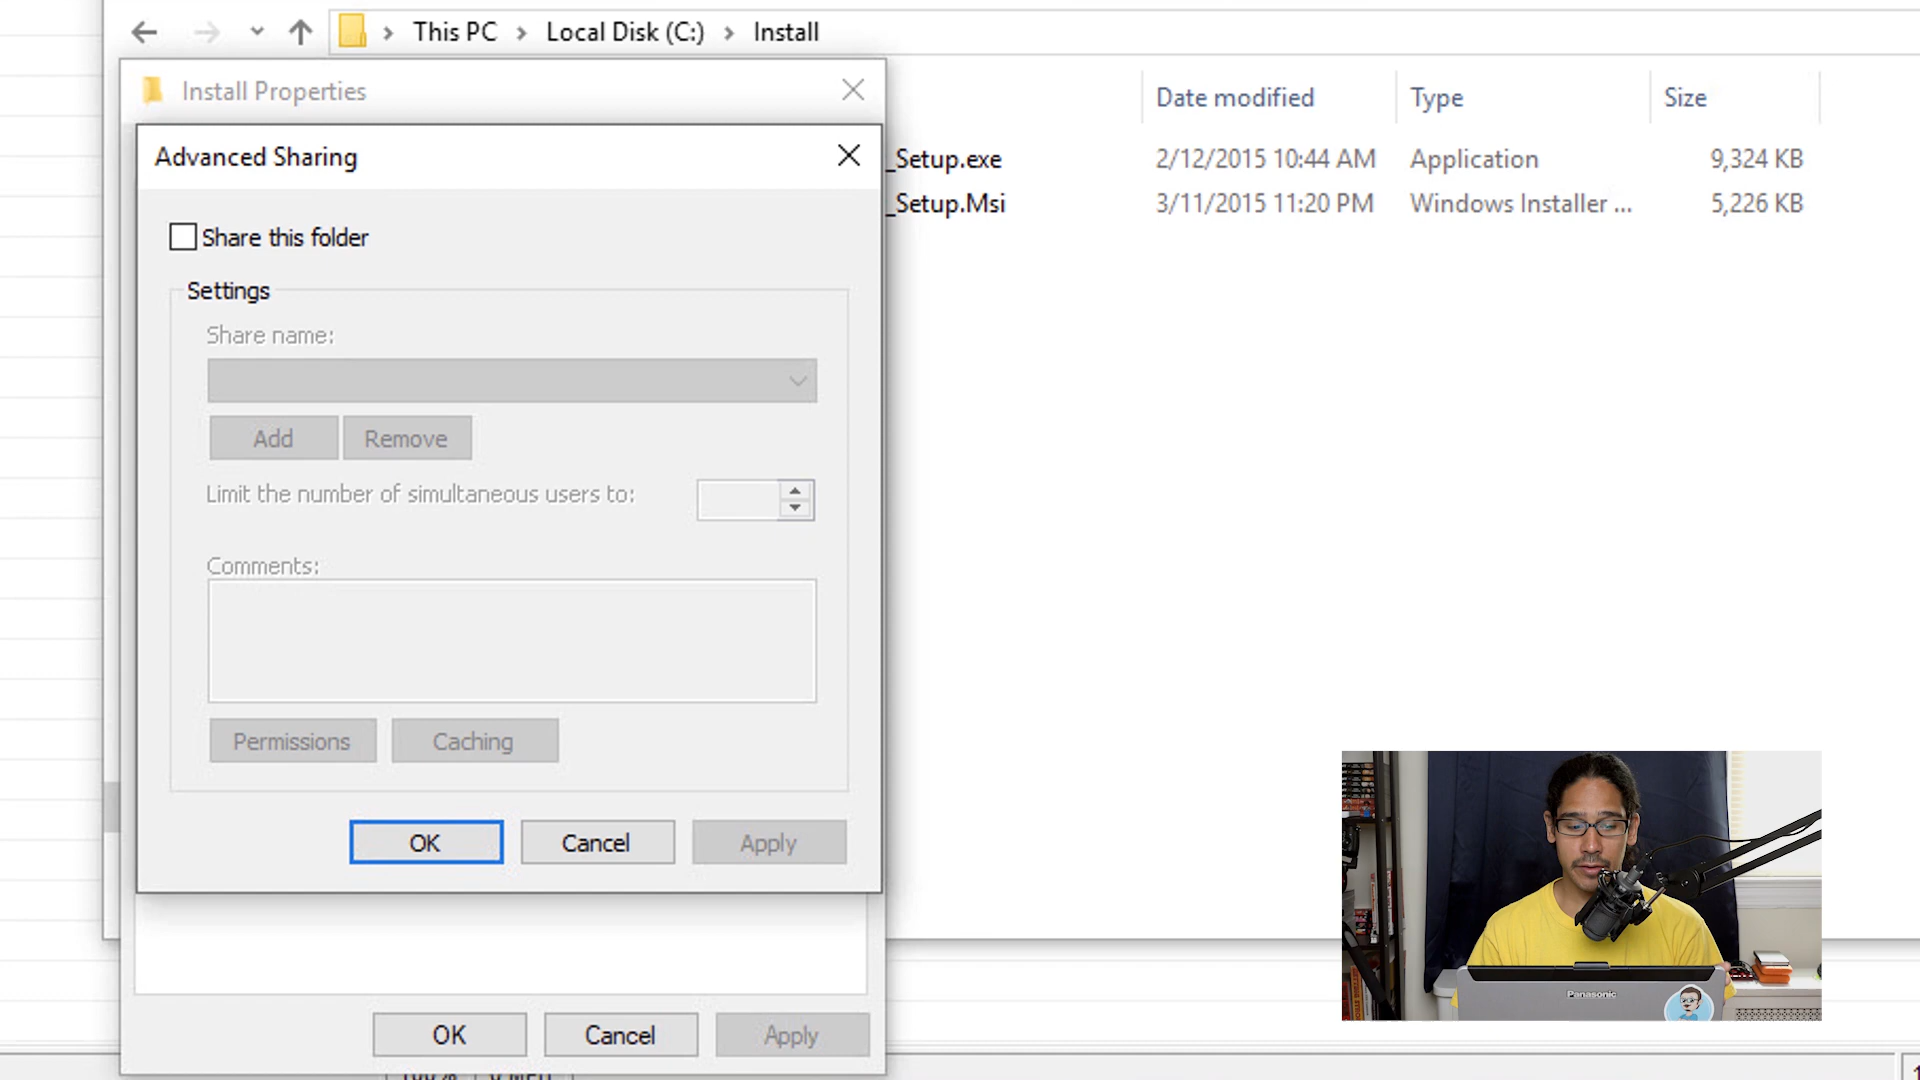 This PC > Local Disk (C:) > Install
Install Properties
Date modified Type Size
Advanced Sharing
_Setup.exe 2/12/2015 10:44 AM Application 9,324 KB
_Setup.Msi 3/11/2015 11:20 PM Windows Installer ... 5,226 KB
Share this folder
Settings
Share name:
Add Remove
Limit the number of simultaneous users to:
Comments:
Permissions Caching
OK Cancel Apply
Panasonic
OK Cancel Apply